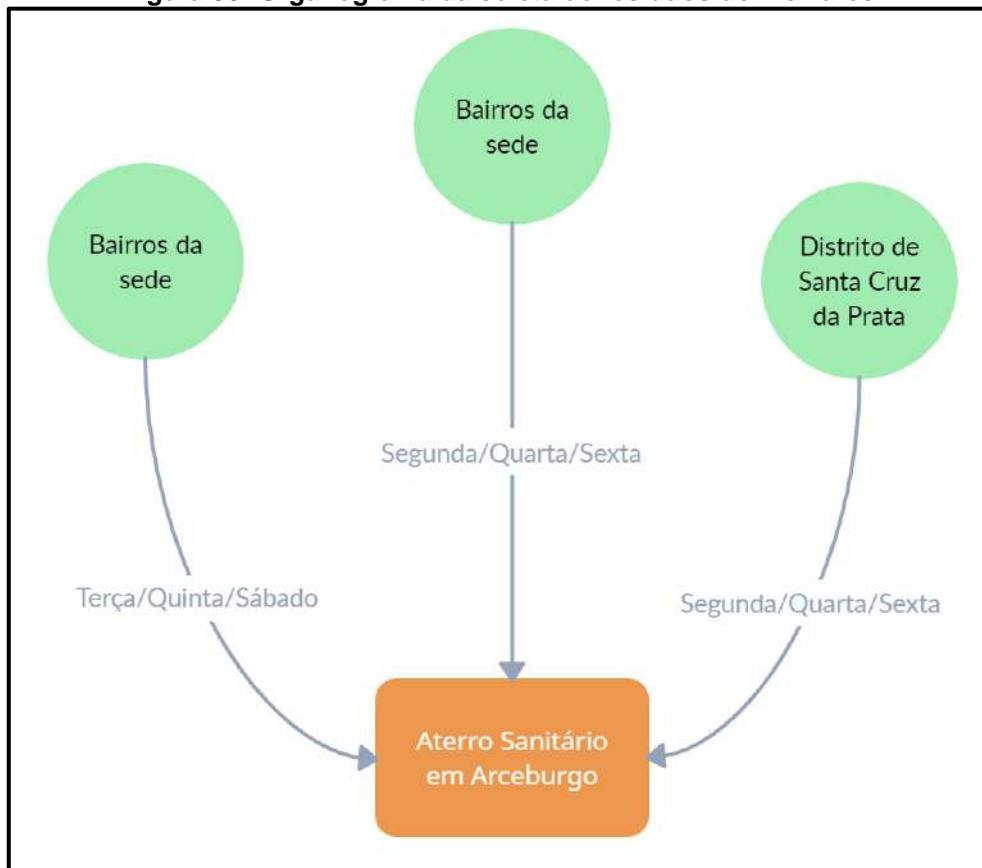 Bairros da
sede
Bairros da
sede
Distrito de
Santa Cruz
da Prata
Segunda/Quarta/Sexta
Terça/Quinta/Sábado
Segunda/Quarta/Sexta
Aterro Sanitário
em Arceburgo